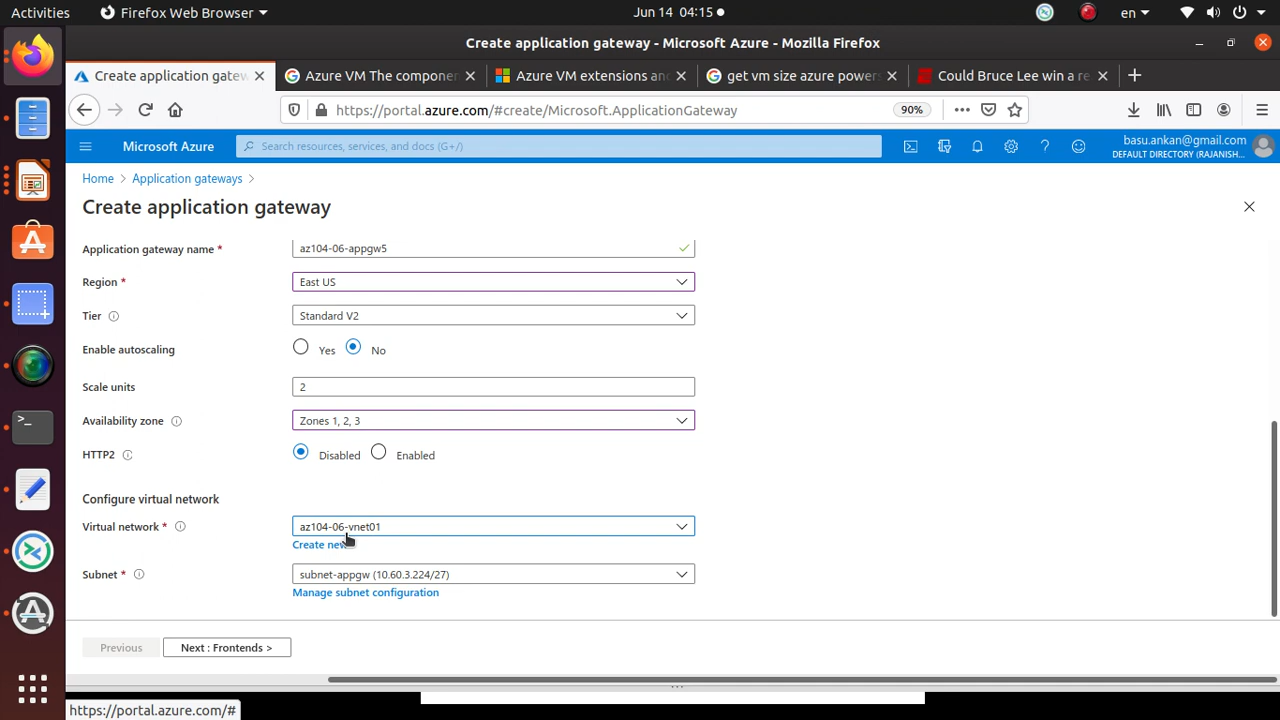 Activities Firefox Web Browser Jun 14 04:15 en
Create application gateway - Microsoft Azure - Mozilla Firefox
Create application gatew Azure VM The componen Azure VM extensions and get vm size azure powers Could Bruce Lee win a re
https://portal.azure.com/#create/Microsoft.ApplicationGateway 90%
Microsoft Azure Search resources, services, and docs (G+/) basu.ankan@gmail.com
DEFAULT DIRECTORY (RAJANISH...
Home > Application gateways >
Create application gateway
Application gateway name * az104-06-appgw5
Region * East US
Tier Standard V2
Enable autoscaling Yes No
Scale units 2
Availability zone Zones 1, 2, 3
HTTP2 Disabled Enabled
Configure virtual network
Virtual network * az104-06-vnet01
Create new
Subnet * subnet-appgw (10.60.3.224/27)
Manage subnet configuration
Previous Next : Frontends >
https://portal.azure.com/#